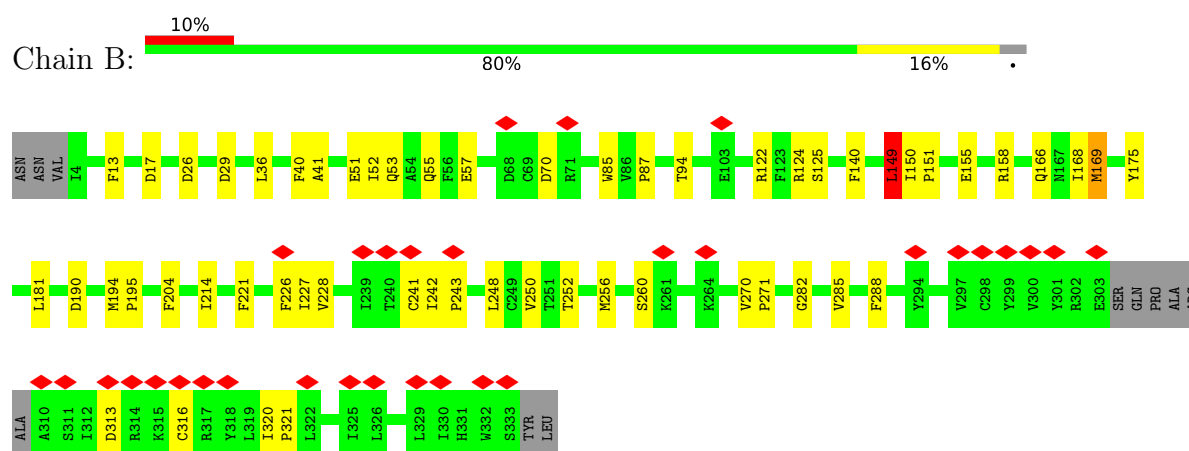 10%
Chain B:
80% 16% •
ASN ASN VAL I4 F13 D17 D26 D29 L36 F40 A41 E51 I52 Q53 A54 Q55 F56 E57 D68 C69 D70 R71 W85 V86 P87 T94 E103 R122 F123 R124 S125 F140 L149 I150 P151 E155 R158 Q166 N167 I168 M169 Y175
L181 D190 M194 P195 F204 I214 F221 F226 I227 V228 I239 T240 C241 I242 P243 L248 C249 V250 T251 T252 M256 S260 K261 K264 V270 P271 G282 V285 F288 Y294 V297 C298 Y299 V300 Y301 R302 E303 SER GLN PRO ALA
ALA A310 S311 I312 D313 R314 K315 C316 R317 Y318 L319 I320 P321 L322 I325 L326 L329 I330 H331 W332 S333 TYR LEU